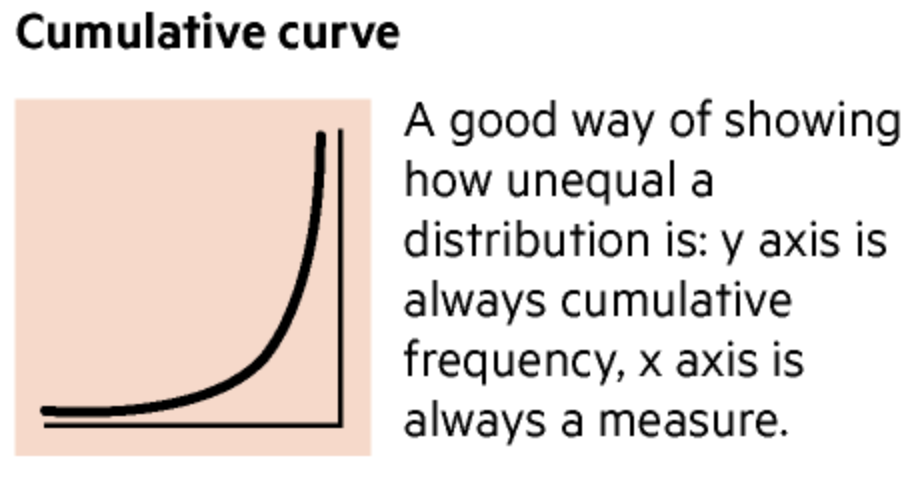 Cumulative curve
A good way of showing
how unequal a
distribution is: y axis is
always cumulative
frequency, x axis is
always a measure.